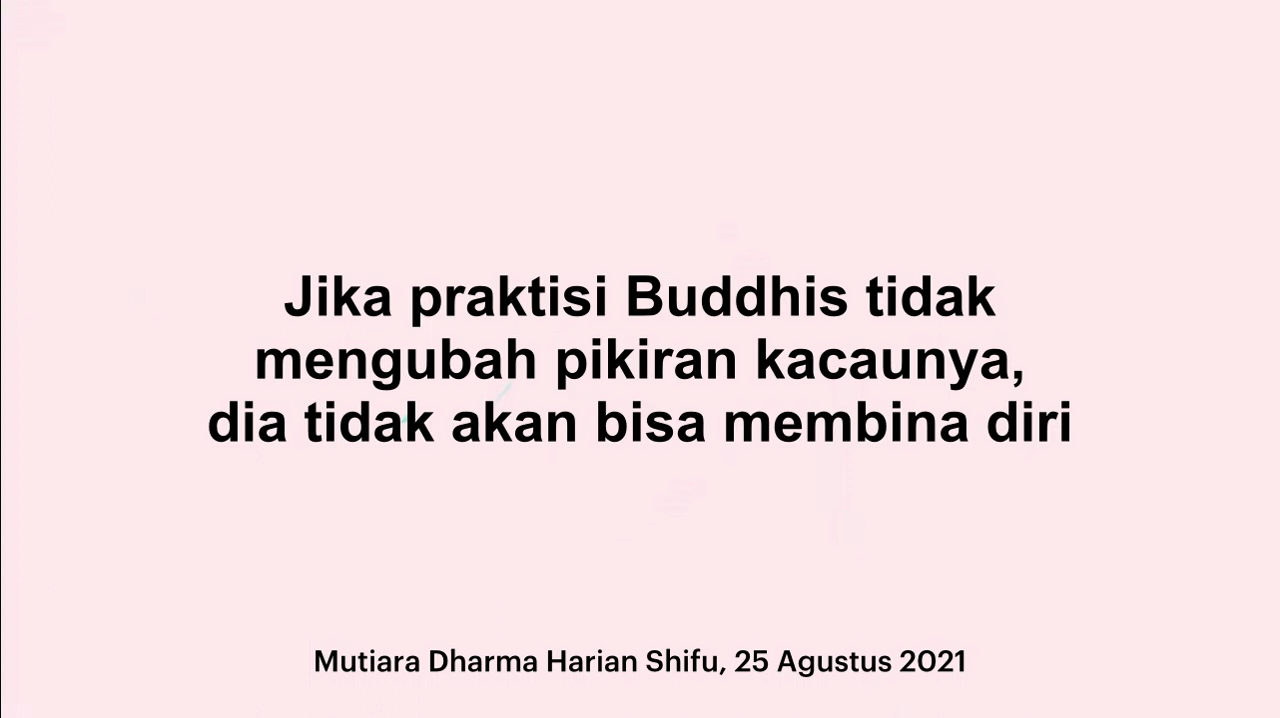 Jika praktisi Buddhis tidak
mengubah pikiran kacaunya,
dia tidak akan bisa membina diri
Mutiara Dharma Harian Shifu, 25 Agustus 2021